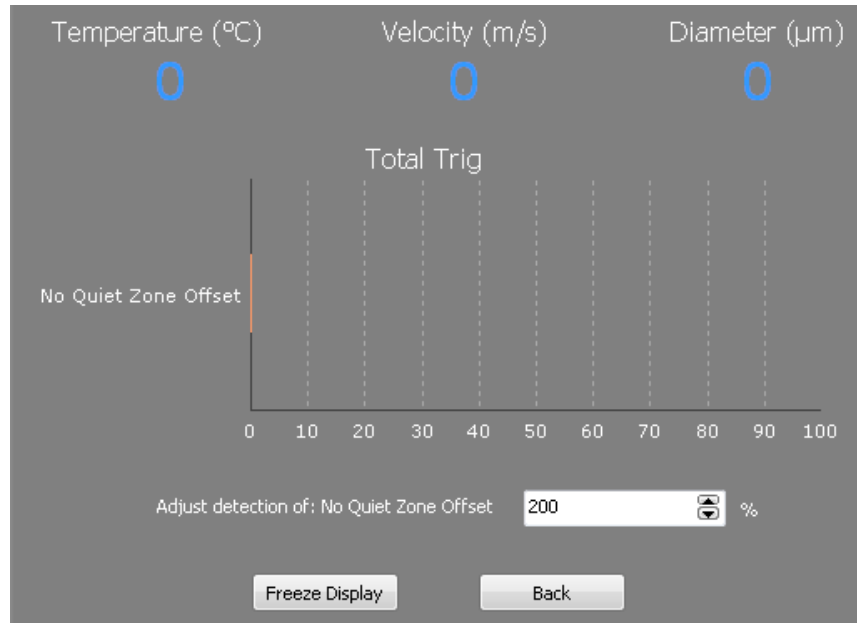 Temperature (ºC) Velocity (m/s) Diameter (µm)
0 0 0
Total Trig
No Quiet Zone Offset
0 10 20 30 40 50 60 70 80 90 100
Adjust detection of: No Quiet Zone Offset 200 %
Freeze Display Back